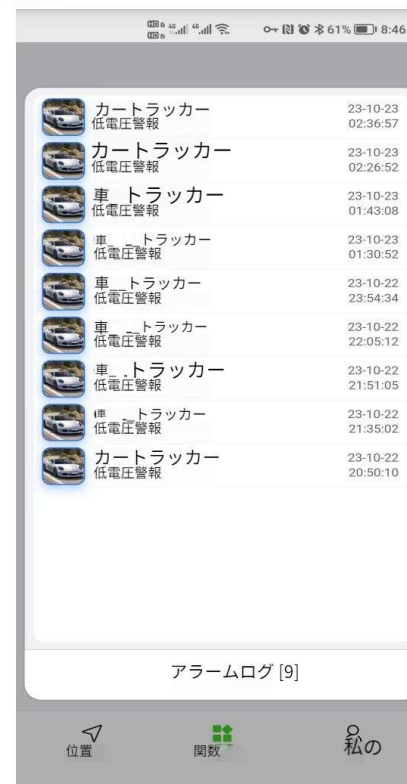 61% 8:46
カートラッカー
低電圧警報
23-10-23
02:36:57
カートラッカー
低電圧警報
23-10-23
02:26:52
車__トラッカー
低電圧警報
23-10-23
01:43:08
車_ _トラッカー
低電圧警報
23-10-23
01:30:52
車__トラッカー
低電圧警報
23-10-22
23:54:34
車_ _トラッカー
低電圧警報
23-10-22
22:05:12
車_ .トラッカー
低電圧警報
23-10-22
21:51:05
車_ _トラッカー
低電圧警報
23-10-22
21:35:02
カートラッカー
低電圧警報
23-10-22
20:50:10
アラームログ [9]
位置
関数
私の